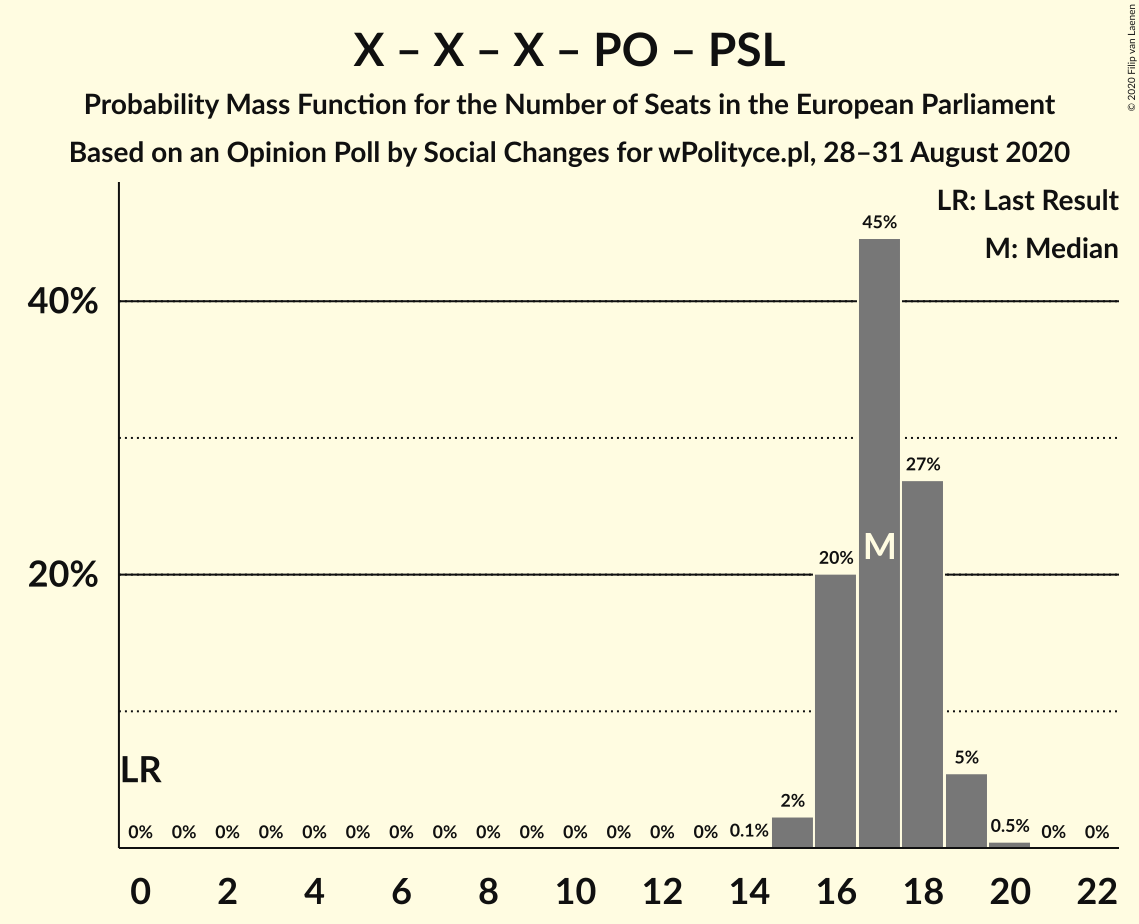 X – X – X – PO – PSL
Probability Mass Function for the Number of Seats in the European Parliament
Based on an Opinion Poll by Social Changes for wPolityce.pl, 28–31 August 2020
© 2020 Filip van Laenen
LR: Last Result
M: Median
45%
40%
27%
20%
M
20%
LR
5%
2%
0% 0% 0% 0% 0% 0% 0% 0% 0% 0% 0% 0% 0% 0% 0.1% 0.5% 0% 0%
0 2 4 6 8 10 12 14 16 18 20 22